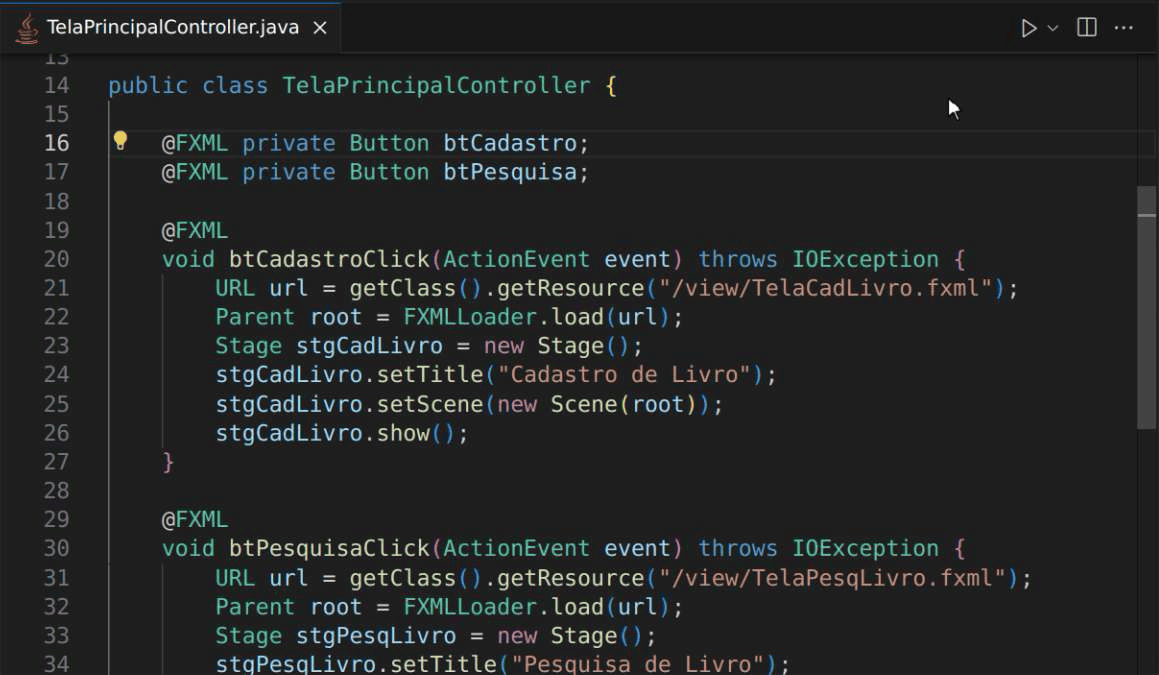 TelaPrincipalController.java
13
14 public class TelaPrincipalController {
15
16 @FXML private Button btCadastro;
17 @FXML private Button btPesquisa;
18
19 @FXML
20 void btCadastroClick(ActionEvent event) throws IOException {
21 URL url = getClass().getResource("/view/TelaCadLivro.fxml");
22 Parent root = FXMLLoader.load(url);
23 Stage stgCadLivro = new Stage();
24 stgCadLivro.setTitle("Cadastro de Livro");
25 stgCadLivro.setScene(new Scene(root));
26 stgCadLivro.show();
27 }
28
29 @FXML
30 void btPesquisaClick(ActionEvent event) throws IOException {
31 URL url = getClass().getResource("/view/TelaPesqLivro.fxml");
32 Parent root = FXMLLoader.load(url);
33 Stage stgPesqLivro = new Stage();
34 stgPesqLivro.setTitle("Pesquisa de Livro");